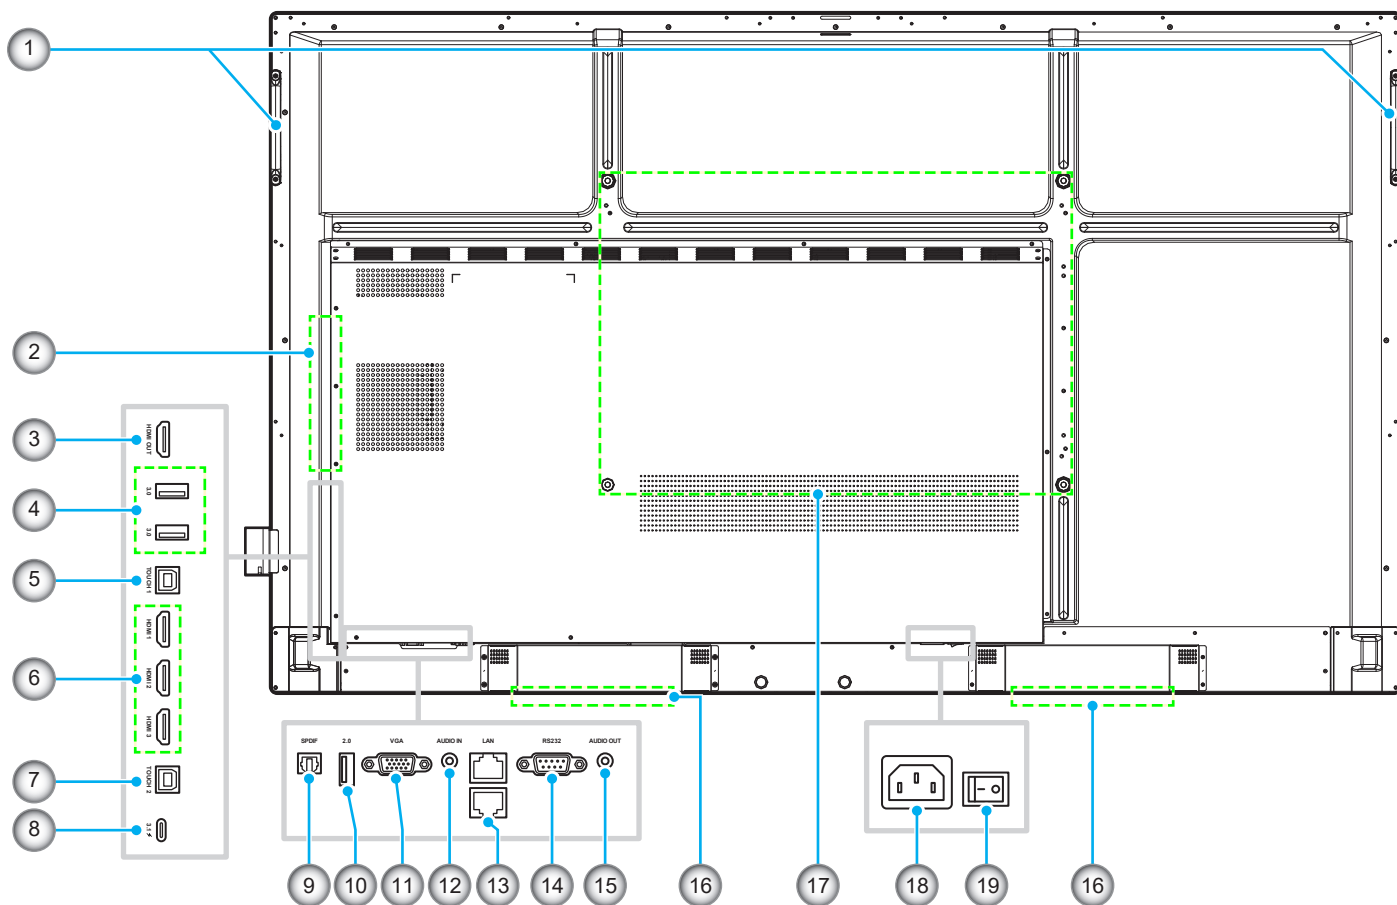 1
2
3
HDMI OUT
4
3.0
3.0
5
TOUCH 1
6
HDMI 1
HDMI 2
HDMI 3
7
TOUCH 2
8
3.1
SPDIF 2.0 VGA AUDIO IN LAN RS232 AUDIO OUT
9 10 11 12 13 14 15 16 17 18 19 16